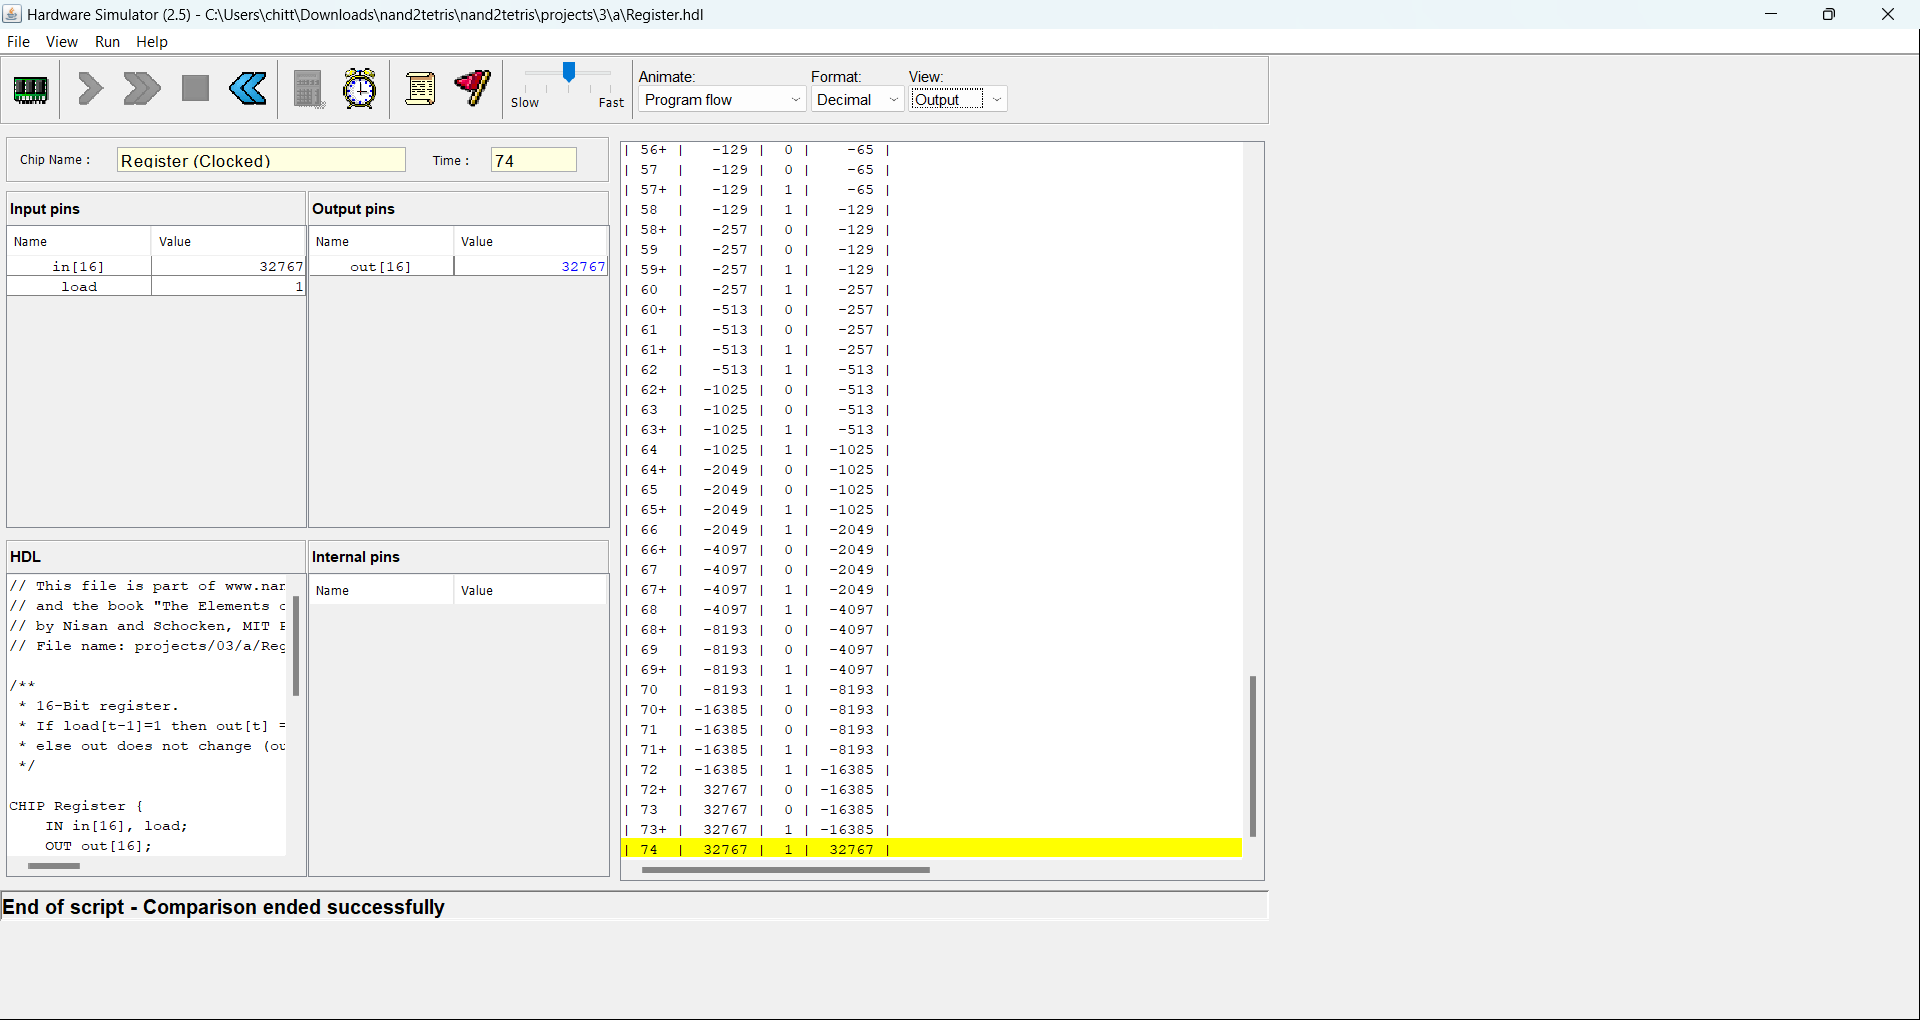 Hardware Simulator (2.5) - C:\Users\chitt\Downloads\nand2tetris\nand2tetris\projects\3\a\Register.hdl
File View Run Help
Slow Fast
Animate:
Program flow
Format:
Decimal
View:
Output
Chip Name :
Register (Clocked)
Time :
74
Input pins
Name Value
in[16] 32767
load 1
Output pins
Name Value
out[16] 32767
HDL
// This file is part of www.nan
// and the book "The Elements o
// by Nisan and Schocken, MIT P
// File name: projects/03/a/Reg
/**
* 16-Bit register.
* If load[t-1]=1 then out[t] =
* else out does not change (ou
*/
CHIP Register {
IN in[16], load;
OUT out[16];
Internal pins
Name Value
| 56+ | -129 | 0 | -65 |
| 57 | -129 | 0 | -65 |
| 57+ | -129 | 1 | -65 |
| 58 | -129 | 1 | -129 |
| 58+ | -257 | 0 | -129 |
| 59 | -257 | 0 | -129 |
| 59+ | -257 | 1 | -129 |
| 60 | -257 | 1 | -257 |
| 60+ | -513 | 0 | -257 |
| 61 | -513 | 0 | -257 |
| 61+ | -513 | 1 | -257 |
| 62 | -513 | 1 | -513 |
| 62+ | -1025 | 0 | -513 |
| 63 | -1025 | 0 | -513 |
| 63+ | -1025 | 1 | -513 |
| 64 | -1025 | 1 | -1025 |
| 64+ | -2049 | 0 | -1025 |
| 65 | -2049 | 0 | -1025 |
| 65+ | -2049 | 1 | -1025 |
| 66 | -2049 | 1 | -2049 |
| 66+ | -4097 | 0 | -2049 |
| 67 | -4097 | 0 | -2049 |
| 67+ | -4097 | 1 | -2049 |
| 68 | -4097 | 1 | -4097 |
| 68+ | -8193 | 0 | -4097 |
| 69 | -8193 | 0 | -4097 |
| 69+ | -8193 | 1 | -4097 |
| 70 | -8193 | 1 | -8193 |
| 70+ | -16385 | 0 | -8193 |
| 71 | -16385 | 0 | -8193 |
| 71+ | -16385 | 1 | -8193 |
| 72 | -16385 | 1 | -16385 |
| 72+ | 32767 | 0 | -16385 |
| 73 | 32767 | 0 | -16385 |
| 73+ | 32767 | 1 | -16385 |
| 74 | 32767 | 1 | 32767 |
End of script - Comparison ended successfully